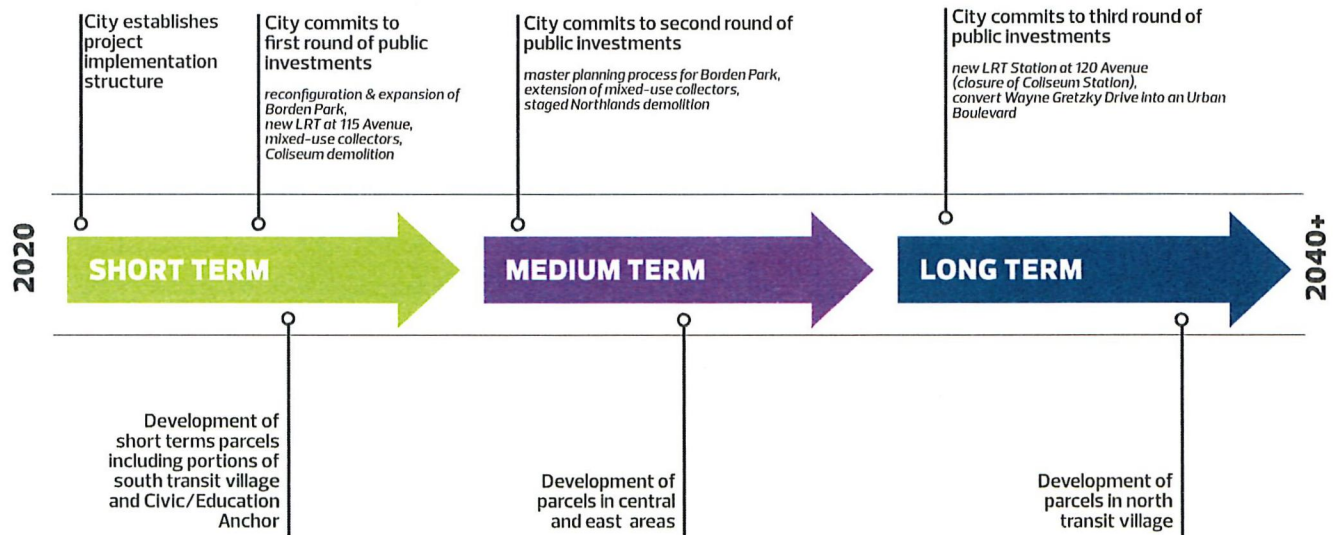 City establishes
project
implementation
structure
City commits to
first round of public
investments
reconfiguration & expansion of
Borden Park,
new LRT at 115 Avenue,
mixed-use collectors,
Coliseum demolition
City commits to second round of
public investments
master planning process for Borden Park,
extension of mixed-use collectors,
staged Northlands demolition
City commits to third round of
public investments
new LRT Station at 120 Avenue
(closure of Coliseum Station),
convert Wayne Gretzky Drive into an Urban
Boulevard
2020
SHORT TERM
MEDIUM TERM
LONG TERM
2040+
Development of
short terms parcels
including portions of
south transit village
and Civic/Education
Anchor
Development of
parcels in central
and east areas
Development of
parcels in north
transit village